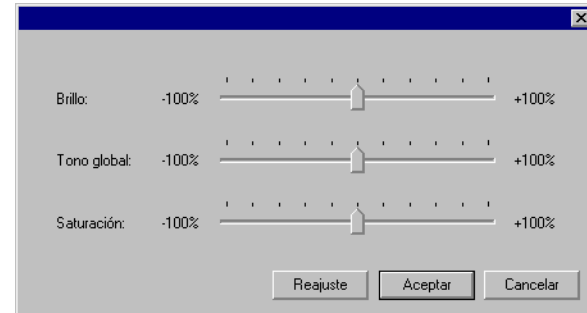 Brillo: -100% +100%
Tono global: -100% +100%
Saturación: -100% +100%
Reajuste Aceptar Cancelar